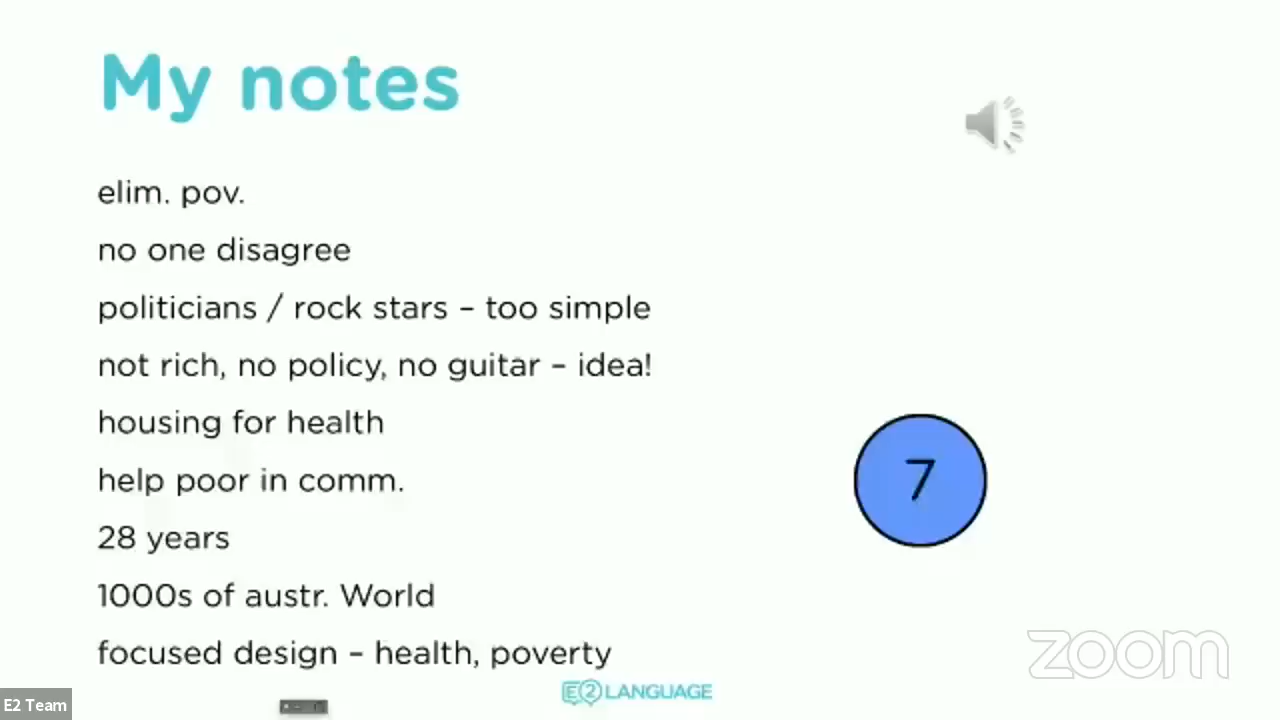 My notes
elim. pov.
no one disagree
politicians / rock stars – too simple
not rich, no policy, no guitar – idea!
housing for health
help poor in comm.
7
28 years
1000s of austr. World
focused design – health, poverty
zoom
E2 LANGUAGE
E2 Team